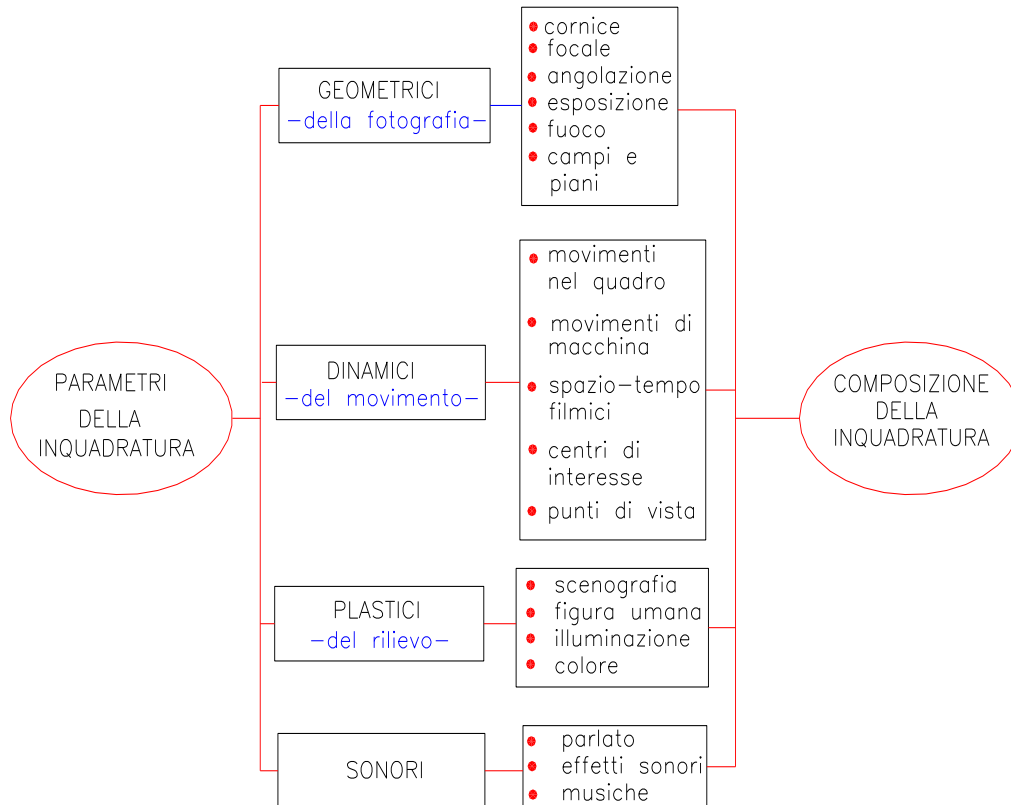 PARAMETRI
DELLA
INQUADRATURA
GEOMETRICI
-della fotografia-
cornice
focale
angolazione
esposizione
fuoco
campi e
piani
DINAMICI
-del movimento-
movimenti
nel quadro
movimenti di
macchina
spazio-tempo
filmici
centri di
interesse
punti di vista
PLASTICI
-del rilievo-
scenografia
figura umana
illuminazione
colore
SONORI
parlato
effetti sonori
musiche
COMPOSIZIONE
DELLA
INQUADRATURA